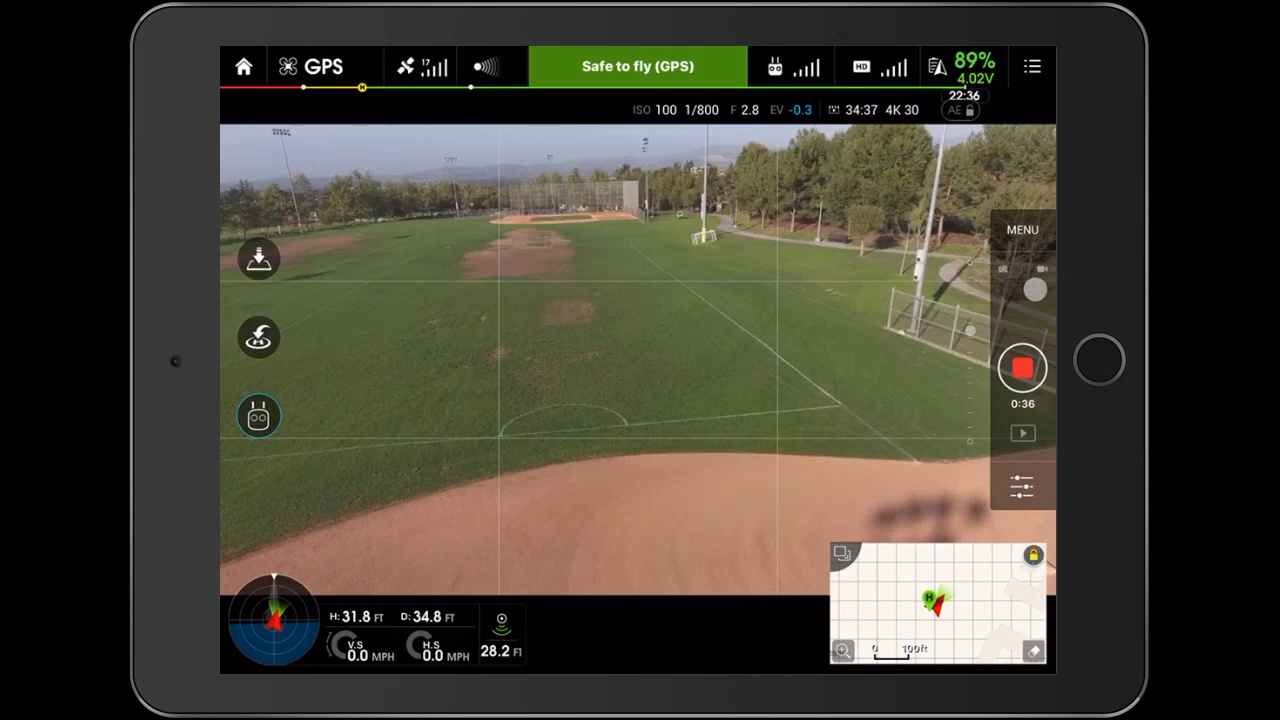 GPS 17 Safe to fly (GPS) HD 89%
4.02V
22:36
ISO 100 1/800 F 2.8 EV -0.3 34:37 4K 30 AE
MENU
0:36
H
H: 31.8 FT D: 34.8 FT
V.S
0.0 MPH
H.S
0.0 MPH
28.2 FT
H
0 100ft